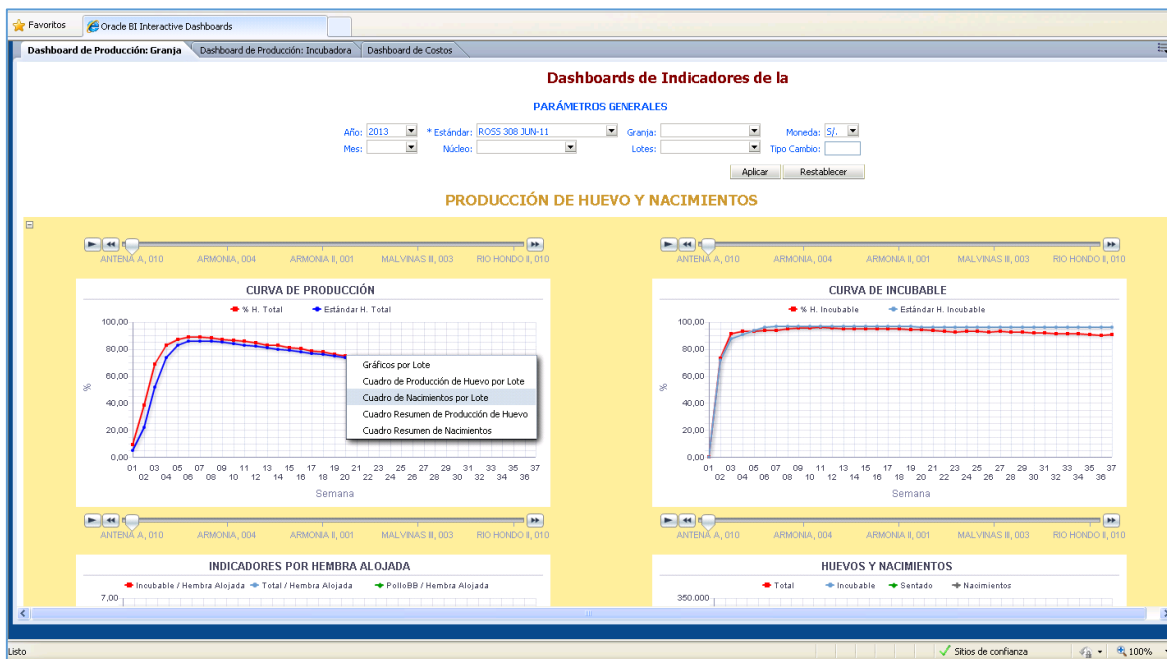 Favoritos
Oracle BI Interactive Dashboards
Dashboard de Producción: Granja
Dashboard de Producción: Incubadora
Dashboard de Costos
Dashboards de Indicadores de la
PARÁMETROS GENERALES
Año: 2013 * Estándar: ROSS 308 JUN-11 Granja: Moneda: S/.
Mes: Núcleo: Lotes: Tipo Cambio:
Aplicar Restablecer
PRODUCCIÓN DE HUEVO Y NACIMIENTOS
ANTENA A, 010 ARMONIA, 004 ARMONIA II, 001 MALVINAS III, 003 RIO HONDO II, 010
CURVA DE PRODUCCIÓN
% H. Total Estándar H. Total
100,00
80,00
60,00
40,00
20,00
0,00
%
01 03 05 07 09 11 13 15 17 19 21 23 25 27 29 31 33 35 37
02 04 06 08 10 12 14 16 18 20 22 24 26 28 30 32 34 36
Semana
Gráficos por Lote
Cuadro de Producción de Huevo por Lote
Cuadro de Nacimientos por Lote
Cuadro Resumen de Producción de Huevo
Cuadro Resumen de Nacimientos
ANTENA A, 010 ARMONIA, 004 ARMONIA II, 001 MALVINAS III, 003 RIO HONDO II, 010
CURVA DE INCUBABLE
% H. Incubable Estándar H. Incubable
100,00
80,00
60,00
40,00
20,00
0,00
%
01 03 05 07 09 11 13 15 17 19 21 23 25 27 29 31 33 35 37
02 04 06 08 10 12 14 16 18 20 22 24 26 28 30 32 34 36
Semana
ANTENA A, 010 ARMONIA, 004 ARMONIA II, 001 MALVINAS III, 003 RIO HONDO II, 010
INDICADORES POR HEMBRA ALOJADA
Incubable / Hembra Alojada Total / Hembra Alojada PolloBB / Hembra Alojada
7,00
ANTENA A, 010 ARMONIA, 004 ARMONIA II, 001 MALVINAS III, 003 RIO HONDO II, 010
HUEVOS Y NACIMIENTOS
Total Incubable Sentado Nacimientos
350.000
Listo
Sitios de confianza
100%